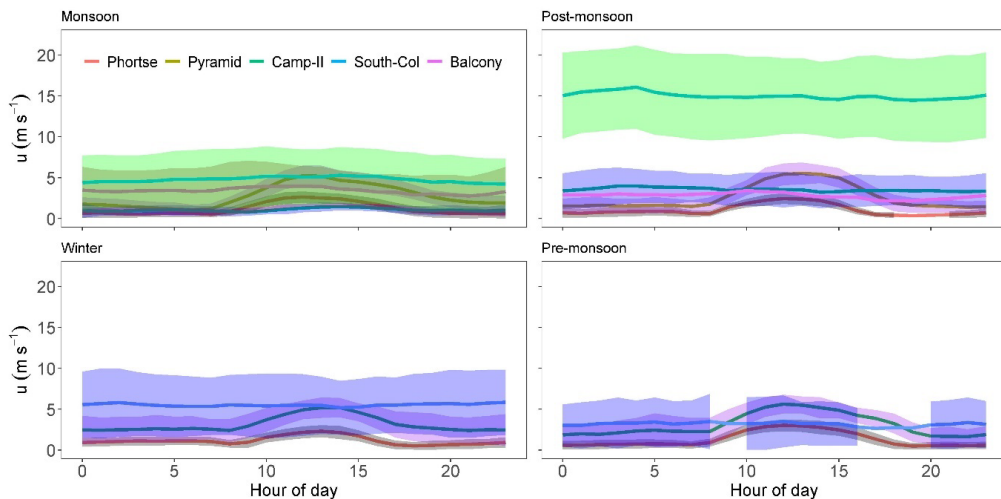 Monsoon
Post-monsoon
Phortse Pyramid Camp-II South-Col Balcony
u (m s⁻¹)
20
15
10
5
0
Winter
Pre-monsoon
u (m s⁻¹)
20
15
10
5
0
0 5 10 15 20
0 5 10 15 20
Hour of day
Hour of day